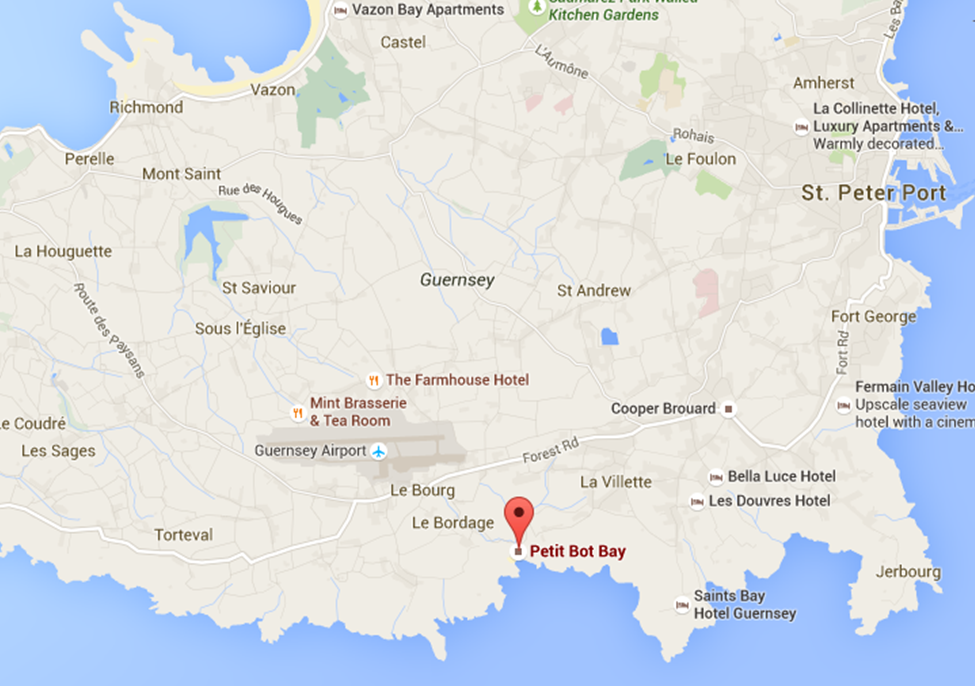 Vazon Bay Apartments
Kitchen Gardens
Castel
Les
L'Aumône
Amherst
Vazon
Richmond
La Collinette Hotel,
Luxury Apartments &...
Warmly decorated...
Rohais
Le Foulon
Perelle
Mont Saint
Rue des Hougues
St. Peter Port
La Houguette
Guernsey
St Saviour
St Andrew
Route des Paysans
Sous l'Église
Fort George
Fort Rd
The Farmhouse Hotel
Mint Brasserie
& Tea Room
Fermain Valley Ho
Upscale seaview
hotel with a cinem
Cooper Brouard
e Coudré
Les Sages
Guernsey Airport
Forest Rd
Le Bourg
La Villette
Bella Luce Hotel
Les Douvres Hotel
Le Bordage
Torteval
Petit Bot Bay
Jerbourg
Saints Bay
Hotel Guernsey